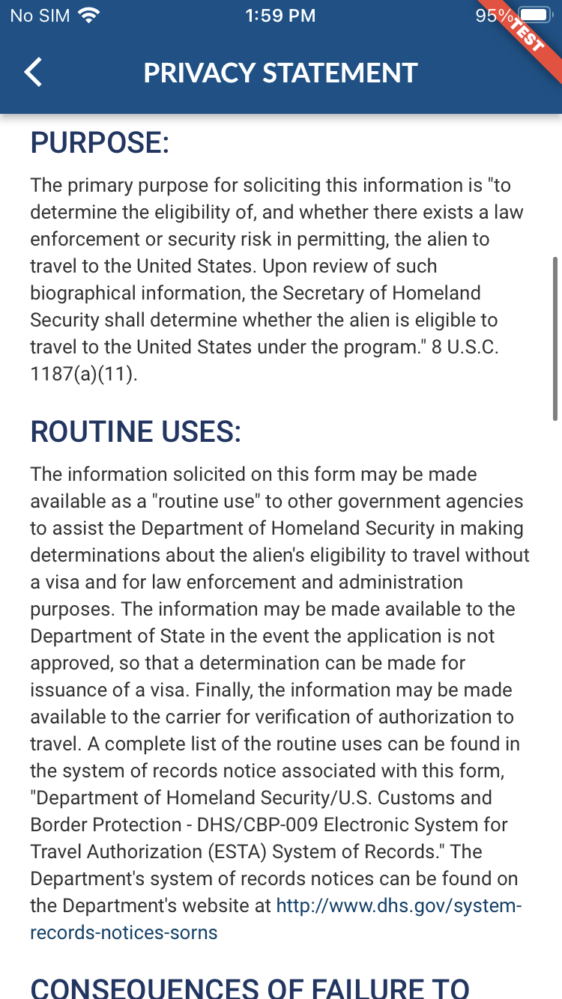 No SIM 1:59 PM 95%
TEST
PRIVACY STATEMENT
PURPOSE:
The primary purpose for soliciting this information is "to
determine the eligibility of, and whether there exists a law
enforcement or security risk in permitting, the alien to
travel to the United States. Upon review of such
biographical information, the Secretary of Homeland
Security shall determine whether the alien is eligible to
travel to the United States under the program." 8 U.S.C.
1187(a)(11).
ROUTINE USES:
The information solicited on this form may be made
available as a "routine use" to other government agencies
to assist the Department of Homeland Security in making
determinations about the alien's eligibility to travel without
a visa and for law enforcement and administration
purposes. The information may be made available to the
Department of State in the event the application is not
approved, so that a determination can be made for
issuance of a visa. Finally, the information may be made
available to the carrier for verification of authorization to
travel. A complete list of the routine uses can be found in
the system of records notice associated with this form,
"Department of Homeland Security/U.S. Customs and
Border Protection - DHS/CBP-009 Electronic System for
Travel Authorization (ESTA) System of Records." The
Department's system of records notices can be found on
the Department's website at http://www.dhs.gov/system-
records-notices-sorns
CONSEQUENCES OF FAILURE TO